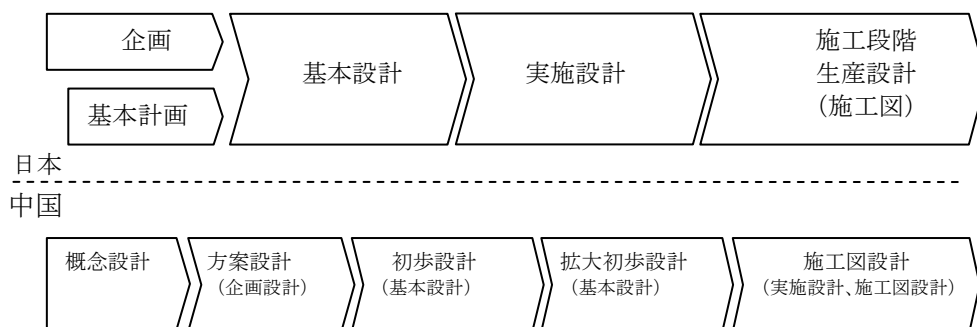 企画
基本計画
基本設計
実施設計
施工段階
生産設計
（施工図）
日本
中国
概念設計
方案設計
（企画設計）
初歩設計
（基本設計）
拡大初歩設計
（基本設計）
施工図設計
（実施設計、施工図設計）